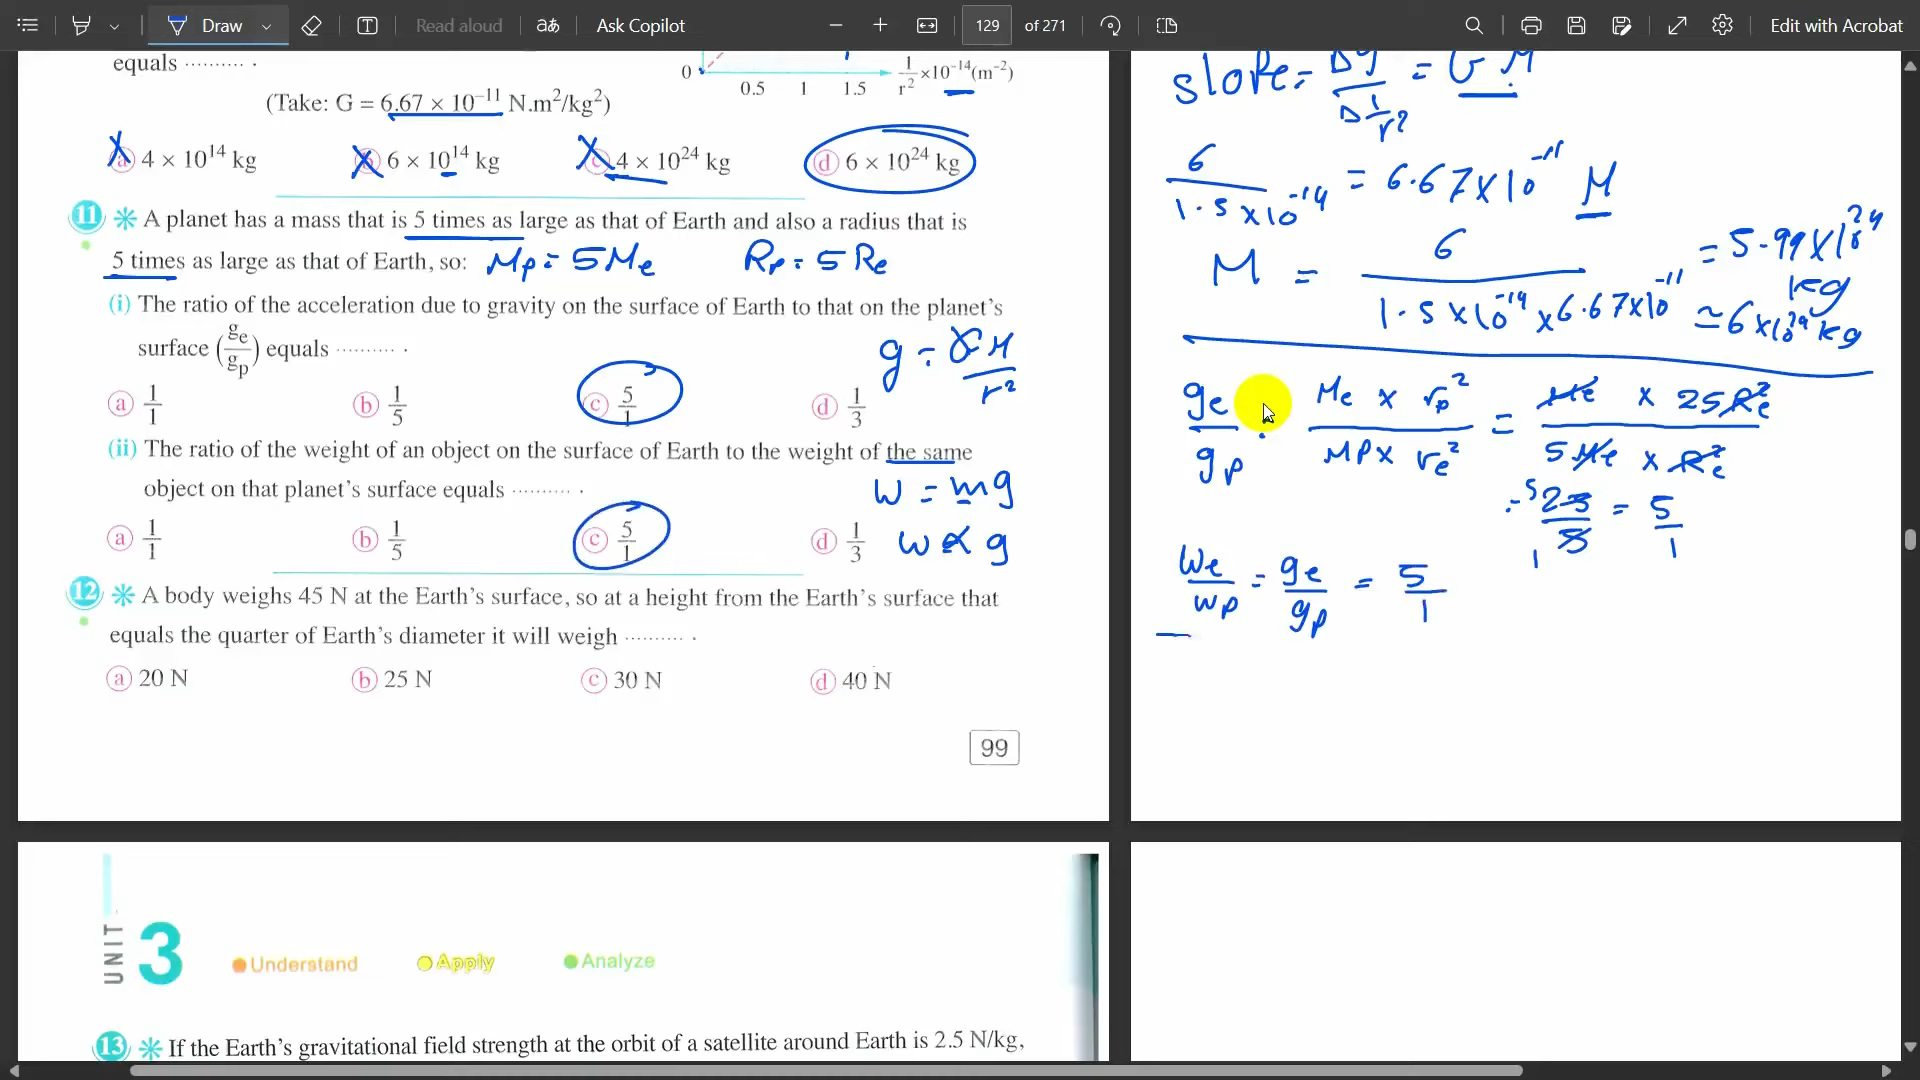 Draw
Read aloud
aあ
Ask Copilot
129 of 271
Edit with Acrobat
equals .......... .
0 0.5 1 1.5 1/r² ×10⁻¹⁴(m⁻²)
(Take: G = 6.67 × 10⁻¹¹ N.m²/kg²)
a 4 × 10¹⁴ kg b 6 × 10¹⁴ kg c 4 × 10²⁴ kg d 6 × 10²⁴ kg
11 * A planet has a mass that is 5 times as large as that of Earth and also a radius that is
5 times as large as that of Earth, so: Mp = 5Me Rp = 5Re
(i) The ratio of the acceleration due to gravity on the surface of Earth to that on the planet's
surface (ge/gp) equals .......... .
g = GM/r²
a 1/1 b 1/5 c 5/1 d 1/3
(ii) The ratio of the weight of an object on the surface of Earth to the weight of the same
object on that planet's surface equals .......... .
w = mg
a 1/1 b 1/5 c 5/1 d 1/3
w ∝ g
12 * A body weighs 45 N at the Earth's surface, so at a height from the Earth's surface that
equals the quarter of Earth's diameter it will weigh .......... .
a 20 N b 25 N c 30 N d 40 N
99
slope = Δg/Δ1/r² = GM
6/1.5×10⁻¹⁴ = 6.67×10⁻¹¹ M
M = 6/1.5×10⁻¹⁴×6.67×10⁻¹¹ = 5.99×10²⁴ kg
≃ 6×10²⁴ kg
ge/gp = Me × rp²/Mp × re² = Me × 25Re²/5Me × Re²
= 25/5 = 5/1
we/wp = ge/gp = 5/1
UNIT 3
Understand Apply Analyze
13 * If the Earth's gravitational field strength at the orbit of a satellite around Earth is 2.5 N/kg,